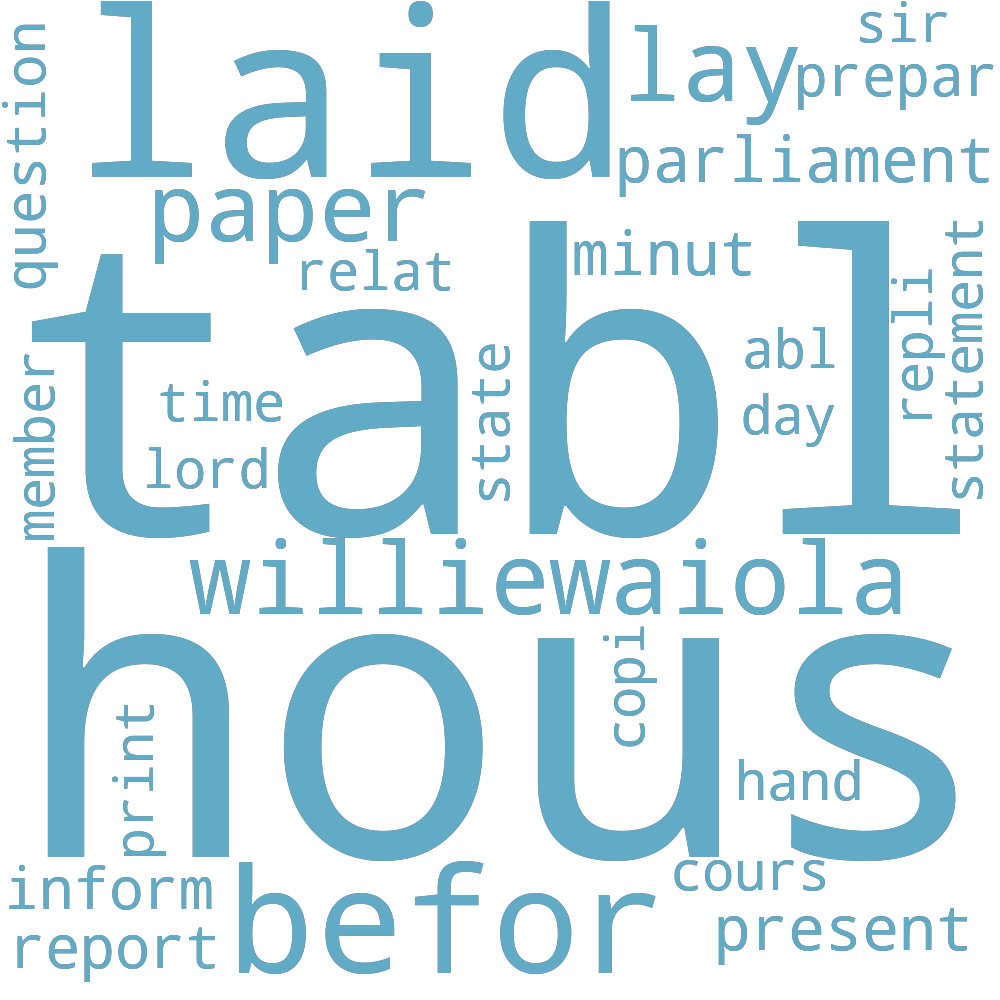 laid
lay
sir
prepar
question
parliament
paper
relat
minut
tabl
abl
repli
statement
member
time
state
day
lord
williewaiola
hous
copi
print
hand
inform
befor
cours
report
present